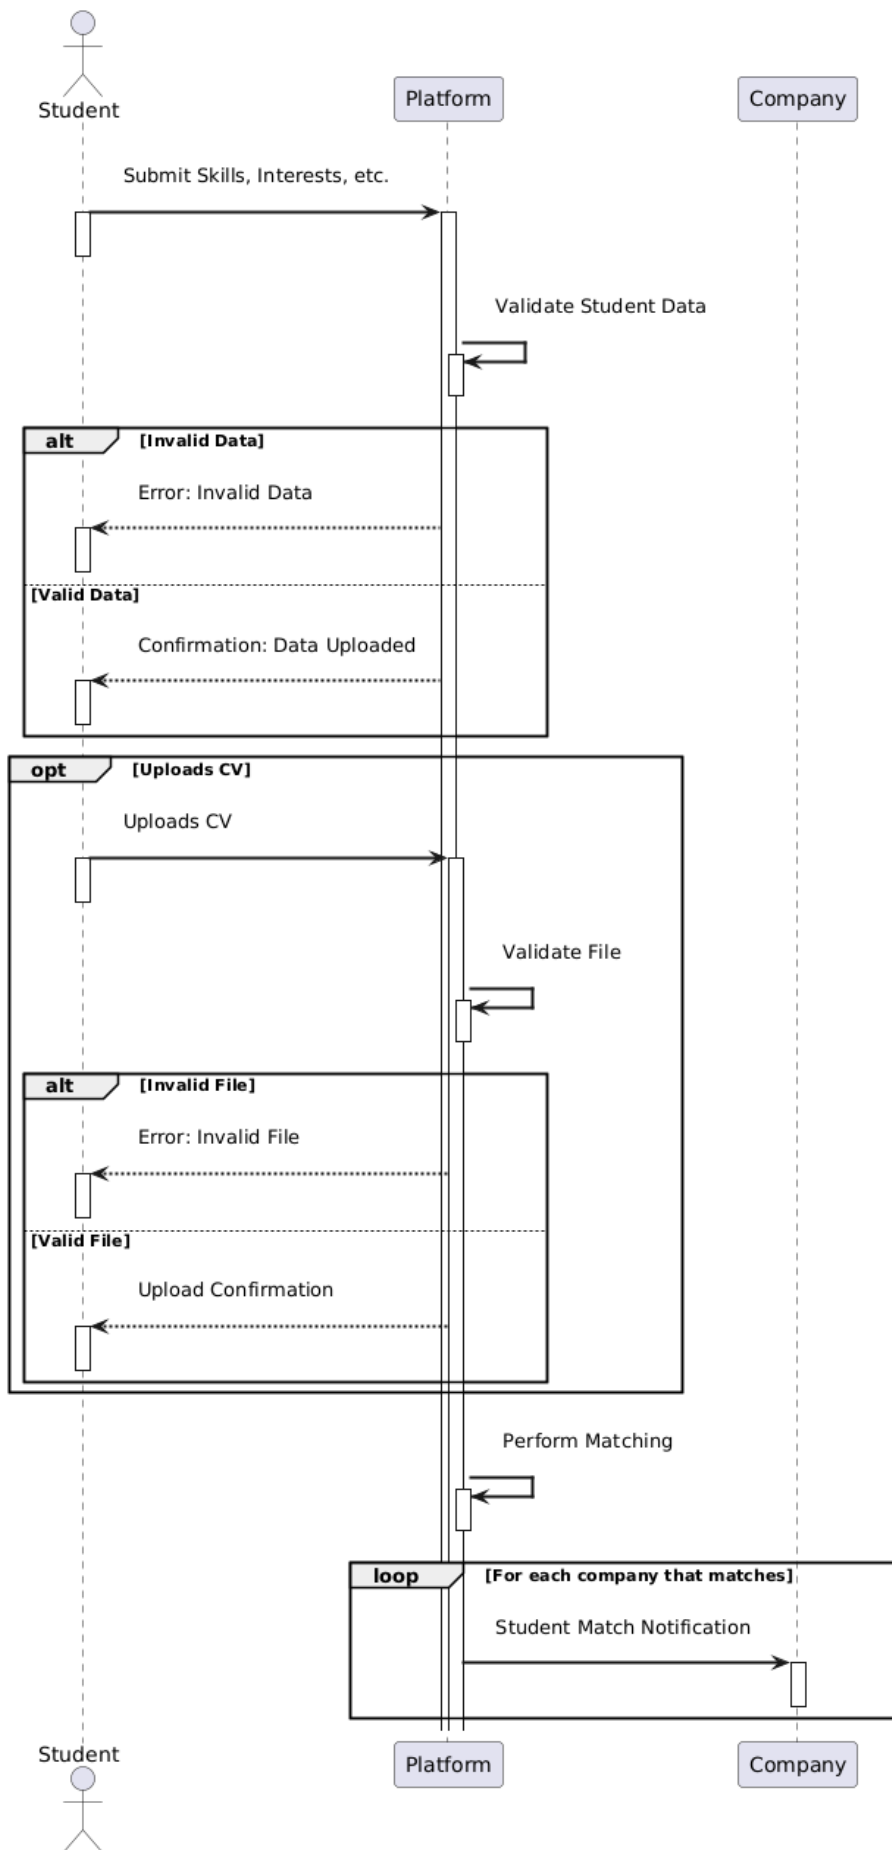 Student
Platform
Company
Submit Skills, Interests, etc.
Validate Student Data
alt [Invalid Data]
Error: Invalid Data
[Valid Data]
Confirmation: Data Uploaded
opt [Uploads CV]
Uploads CV
Validate File
alt [Invalid File]
Error: Invalid File
[Valid File]
Upload Confirmation
Perform Matching
loop [For each company that matches]
Student Match Notification
Student
Platform
Company